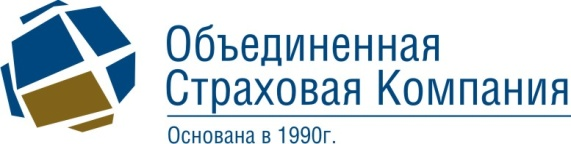 Объединенная
Страховая Компания
Основана в 1990г.